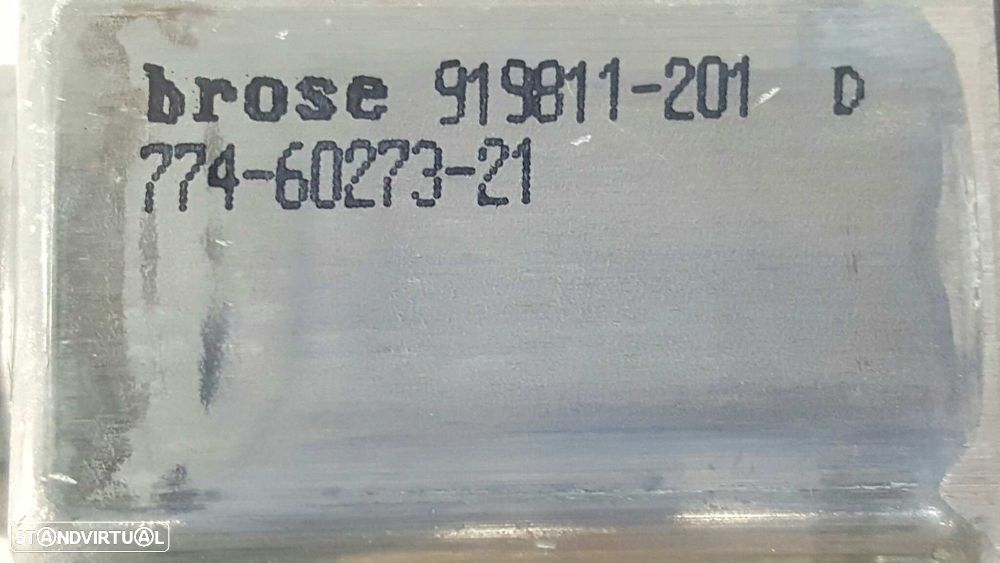 brose 919811-201 D
774-60273-21
STANDVIRTUAL